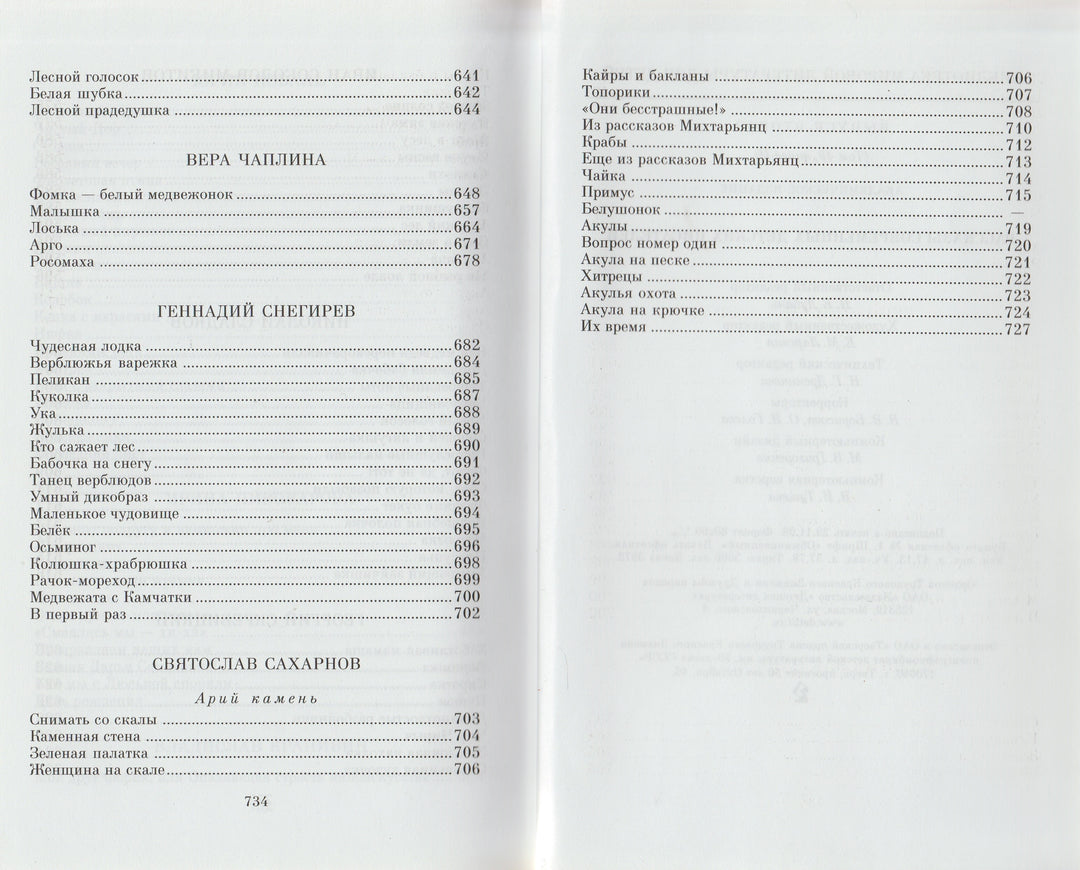 Лесной голосок ........ 641
Белая шубка ........ 642
Лесной прадедушка ........ 644
ВЕРА ЧАПЛИНА
Фомка — белый медвежонок ........ 648
Малышка ........ 657
Лоська ........ 664
Арго ........ 671
Росомаха ........ 678
ГЕННАДИЙ СНЕГИРЕВ
Чудесная лодка ........ 682
Верблюжья варежка ........ 684
Пеликан ........ 685
Куколка ........ 687
Ука ........ 688
Жулька ........ 689
Кто сажает лес ........ 690
Бабочка на снегу ........ 691
Танец верблюдов ........ 692
Умный дикобраз ........ 693
Маленькое чудовище ........ 694
Белёк ........ 695
Осьминог ........ 696
Колюшка-храбрюшка ........ 698
Рачок-мореход ........ 699
Медвежата с Камчатки ........ 700
В первый раз ........ 702
СВЯТОСЛАВ САХАРНОВ
Арий камень
Снимать со скалы ........ 703
Каменная стена ........ 704
Зеленая палатка ........ 705
Женщина на скале ........ 706
734
Кайры и бакланы ........ 706
Топорики ........ 707
«Они бесстрашные!» ........ 708
Из рассказов Михтарьянц ........ 710
Крабы ........ 712
Еще из рассказов Михтарьянц ........ 713
Чайка ........ 714
Примус ........ 715
Белушонок ........ —
Акулы ........ 719
Вопрос номер один ........ 720
Акула на песке ........ 721
Хитрецы ........ 722
Акулья охота ........ 723
Акула на крючке ........ 724
Их время ........ 727